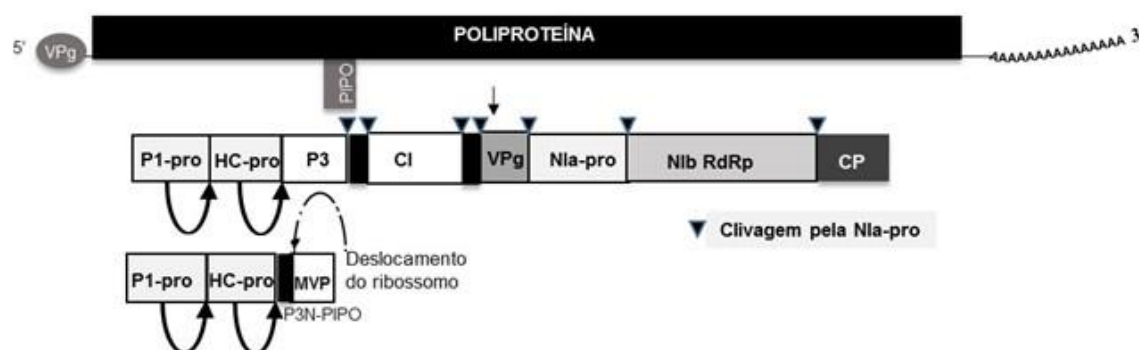 POLIPROTEÍNA
5' VPg AAAAAAAAAAAAAAA 3
PIPO
P1-pro HC-pro P3 CI VPg NIa-pro NIb RdRp CP
Clivagem pela NIa-pro
Deslocamento
do ribossomo
P1-pro HC-pro MVP
P3N-PIPO